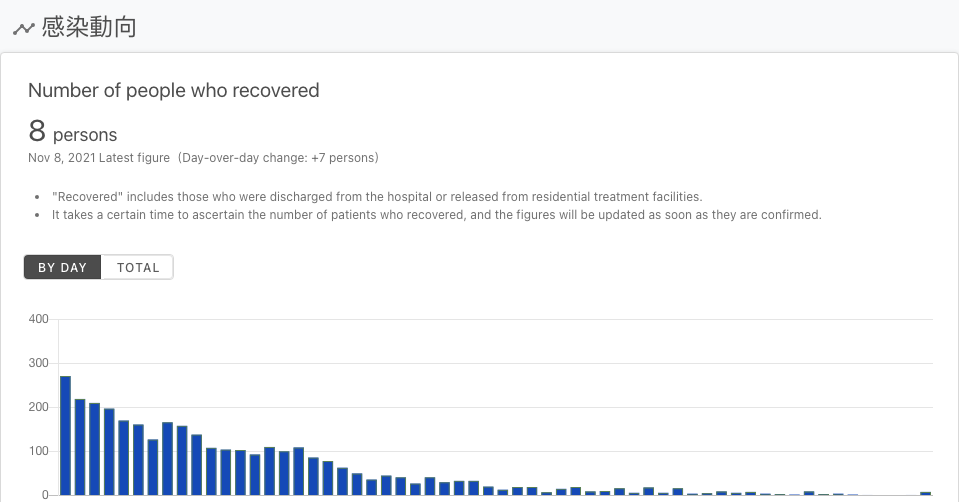 感染動向
Number of people who recovered
8 persons
Nov 8, 2021 Latest figure (Day-over-day change: +7 persons)
• "Recovered" includes those who were discharged from the hospital or released from residential treatment facilities.
• It takes a certain time to ascertain the number of patients who recovered, and the figures will be updated as soon as they are confirmed.
BY DAY TOTAL
400
300
200
100
0